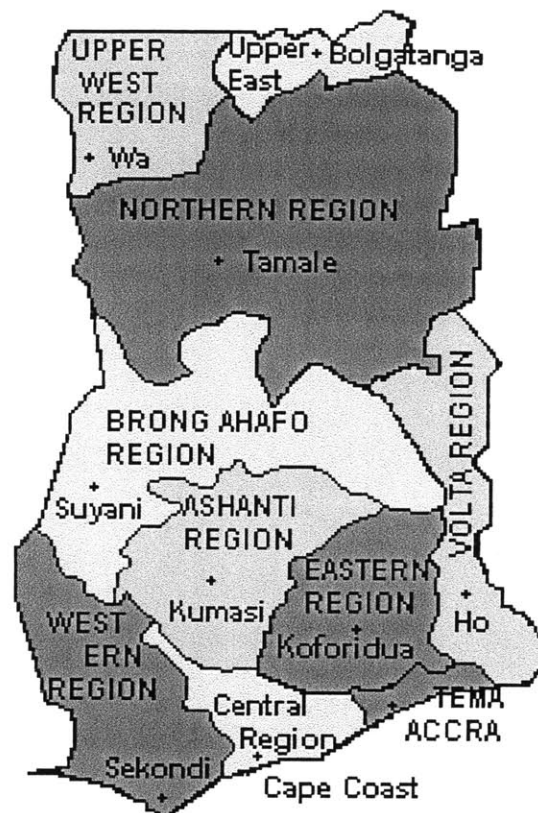 UPPER
WEST
REGION
Wa
Upper
East
Bolgatanga
NORTHERN REGION
Tamale
BRONG AHAFO
REGION
Suyani
ASHANTI
REGION
Kumasi
VOLTA REGION
Ho
EASTERN
REGION
Koforidua
WEST
ERN
REGION
Sekondi
Central
Region
Cape Coast
TEMA
ACCRA